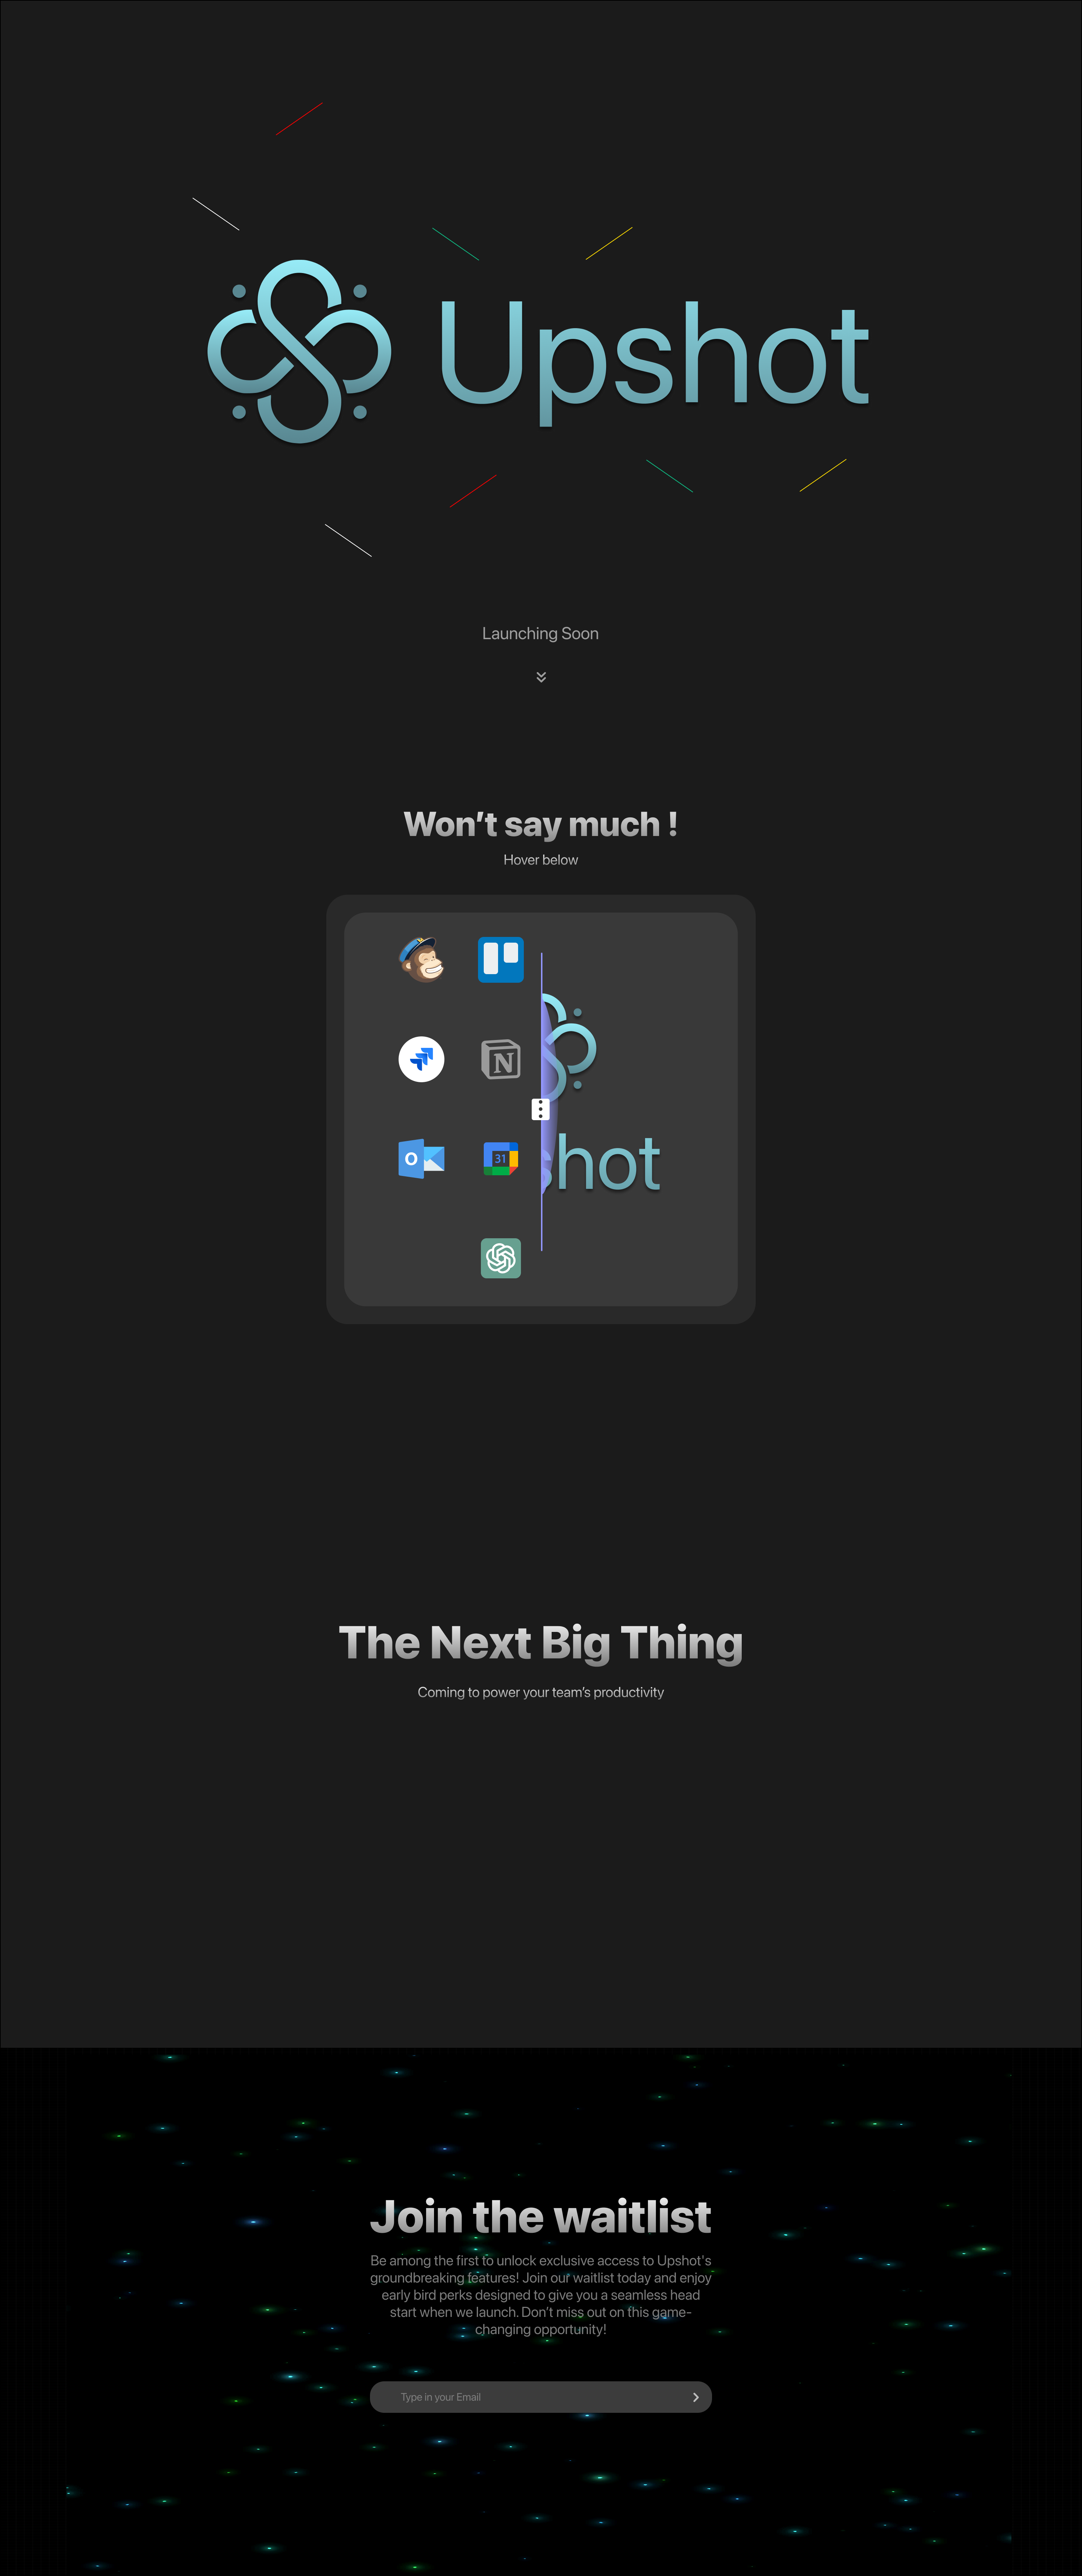 Upshot
Launching Soon
Won’t say much !
Hover below
N
O
31
shot
The Next Big Thing
Coming to power your team’s productivity
Join the waitlist
Be among the first to unlock exclusive access to Upshot's
groundbreaking features! Join our waitlist today and enjoy
early bird perks designed to give you a seamless head
start when we launch. Don’t miss out on this game-
changing opportunity!
Type in your Email